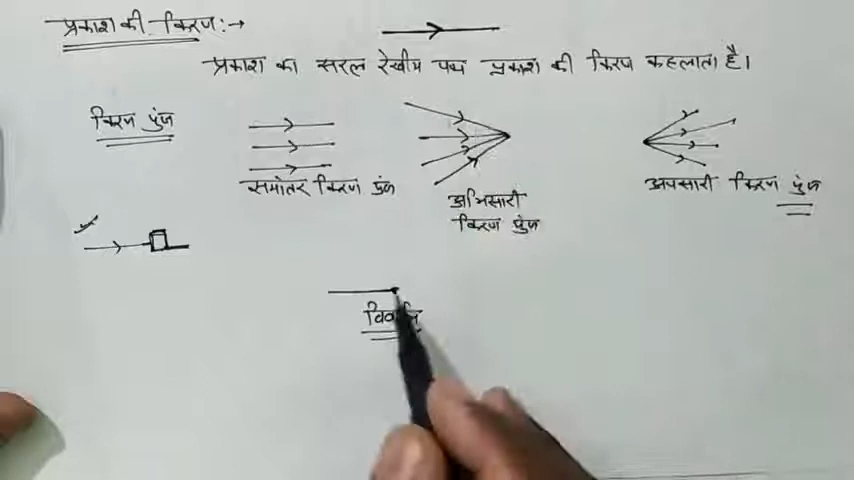 प्रकाश की किरण:→
प्रकाश का सरल रेखीय पथ प्रकाश की किरण कहलाता है।
किरण पुंज
समांतर किरण पुंज
अभिसारी
किरण पुंज
अपसारी किरण पुंज